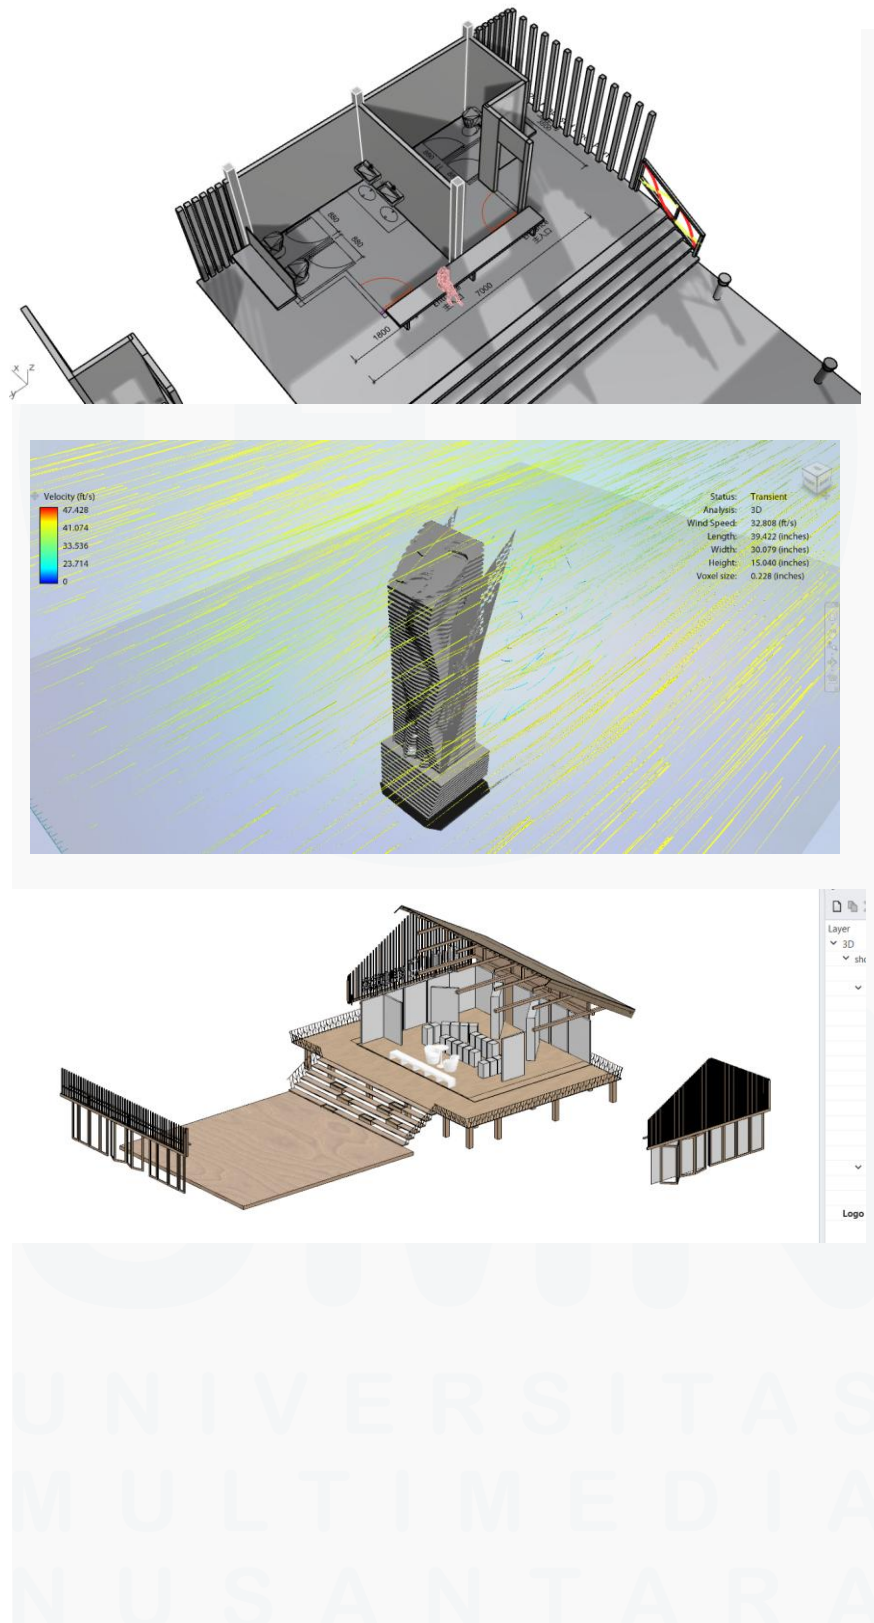 880
880
7000
1800
x
z
y
Velocity (ft/s)
47.428
41.074
33.536
23.714
0
Status: Transient
Analysis: 3D
Wind Speed: 32.808 (ft/s)
Length: 39.422 (inches)
Width: 30.079 (inches)
Height: 15.040 (inches)
Voxel size: 0.228 (inches)
Layer
3D
Logo
UNIVERSITAS
MULTIMEDIA
NUSANTARA